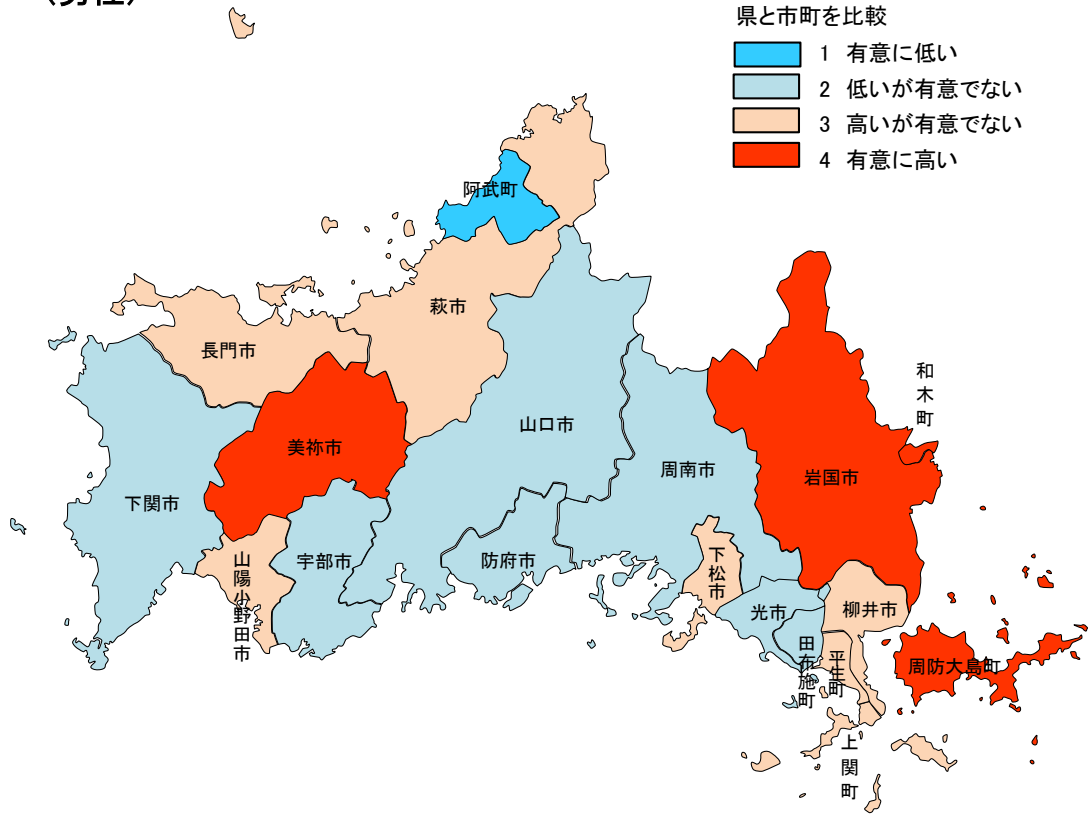 県と市町を比較
1 有意に低い
2 低いが有意でない
3 高いが有意でない
4 有意に高い
阿武町
萩市
長門市
和木町
山口市
美祢市
周南市
岩国市
下関市
宇部市
防府市
山陽小野田市
下松市
光市
柳井市
田布施町
平生町
周防大島町
上関町